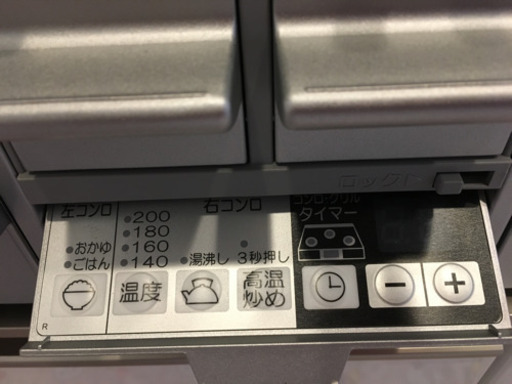 ロック
左コンロ
右コンロ
コンロ・グリル
タイマー
200
180
おかゆ
160
ごはん
140
湯沸し
3秒押し
温度
高温
炒め
R